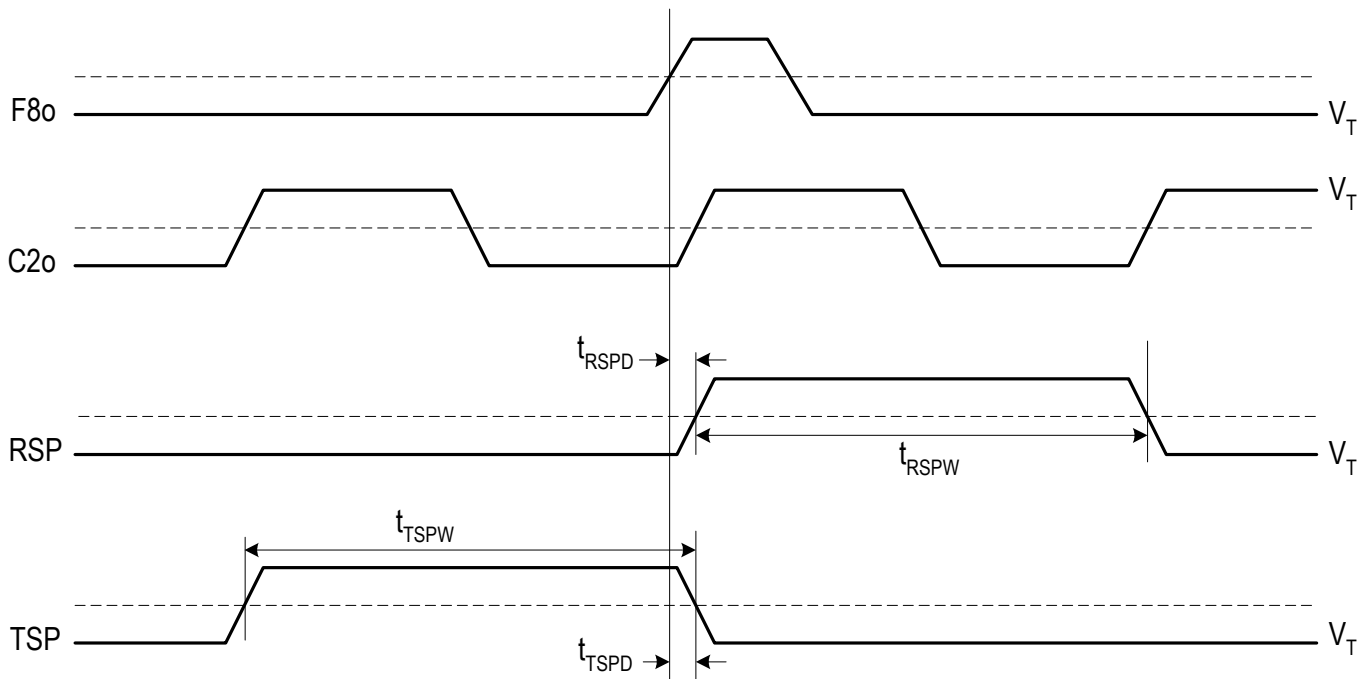 F8o
V_T
V_T
C2o
t_RSPD
RSP
t_RSPW
V_T
t_TSPW
TSP
t_TSPD
V_T